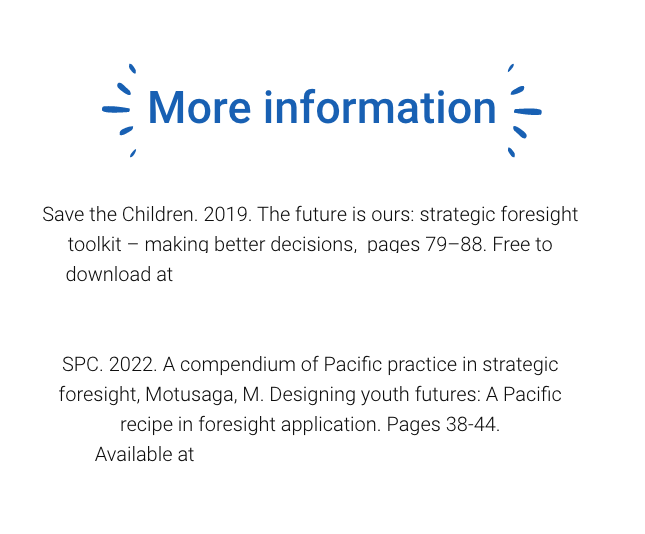 More information
Save the Children. 2019. The future is ours: strategic foresight
toolkit – making better decisions,  pages 79–88. Free to
download at
SPC. 2022. A compendium of Pacific practice in strategic
foresight, Motusaga, M. Designing youth futures: A Pacific
recipe in foresight application. Pages 38-44.
Available at